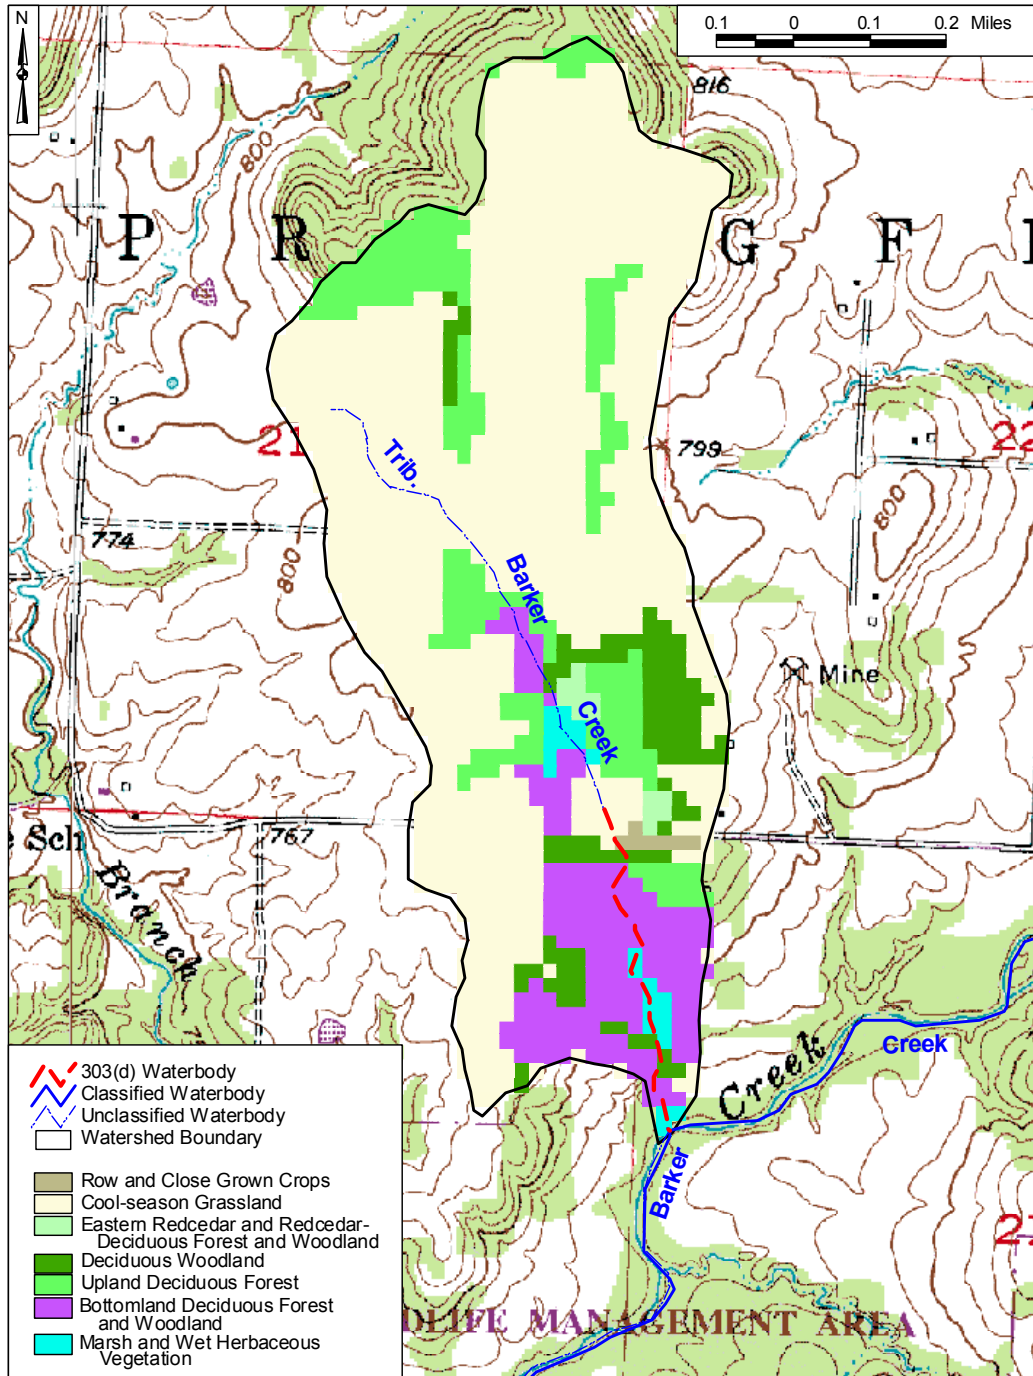 N
0.1 0 0.1 0.2 Miles
816
800
P R G F
21
Trib.
799
22
800
774
800
Barker
Mine
Creek
767
e Sch
Branch
Creek
Creek
Barker
303(d) Waterbody
Classified Waterbody
Unclassified Waterbody
Watershed Boundary
Row and Close Grown Crops
Cool-season Grassland
Eastern Redcedar and Redcedar-
Deciduous Forest and Woodland
Deciduous Woodland
Upland Deciduous Forest
Bottomland Deciduous Forest
and Woodland
Marsh and Wet Herbaceous
Vegetation
DLIFE MANAGEMENT AREA